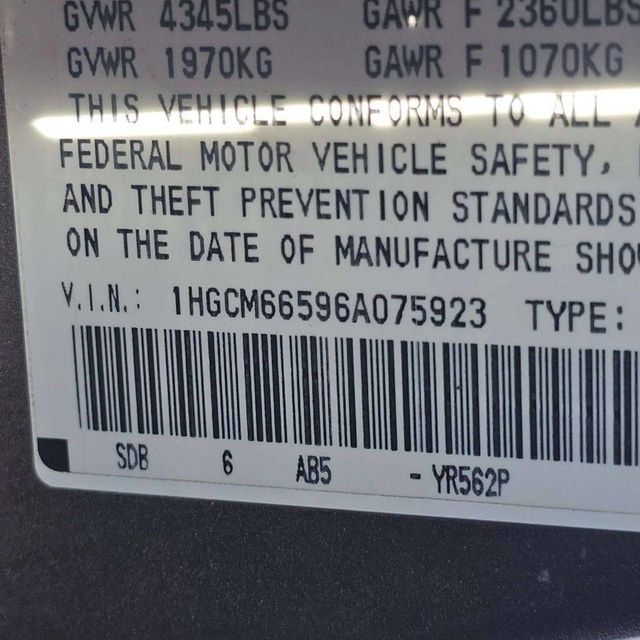 GVWR 4345LBS GAWR F 2360LBS
GVWR 1970KG GAWR F 1070KG
THIS VEHICLE CONFORMS TO ALL
FEDERAL MOTOR VEHICLE SAFETY,
AND THEFT PREVENTION STANDARDS
ON THE DATE OF MANUFACTURE SHO
V.I.N.: 1HGCM66596A075923 TYPE:
SDB 6 AB5 - YR562P